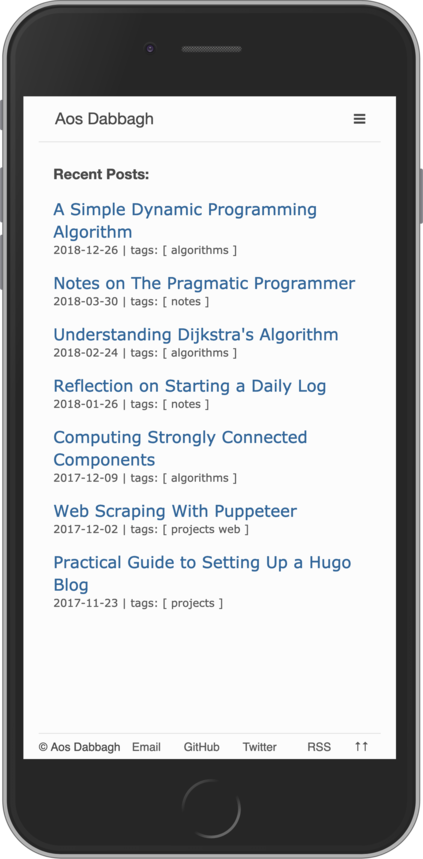 Aos Dabbagh
Recent Posts:
A Simple Dynamic Programming
Algorithm
2018-12-26 | tags: [ algorithms ]
Notes on The Pragmatic Programmer
2018-03-30 | tags: [ notes ]
Understanding Dijkstra's Algorithm
2018-02-24 | tags: [ algorithms ]
Reflection on Starting a Daily Log
2018-01-26 | tags: [ notes ]
Computing Strongly Connected
Components
2017-12-09 | tags: [ algorithms ]
Web Scraping With Puppeteer
2017-12-02 | tags: [ projects web ]
Practical Guide to Setting Up a Hugo
Blog
2017-11-23 | tags: [ projects ]
© Aos Dabbagh Email GitHub Twitter RSS ↑↑